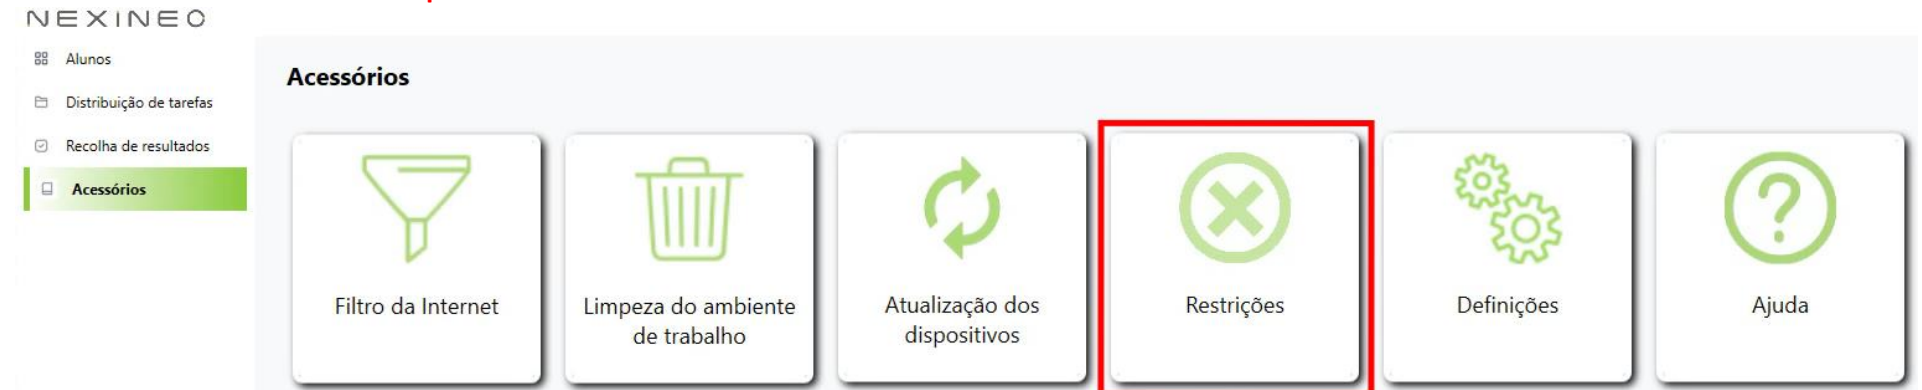 NEXINEO
Alunos
Distribuição de tarefas
Recolha de resultados
Acessórios
Acessórios
Filtro da Internet
Limpeza do ambiente
de trabalho
Atualização dos
dispositivos
Restrições
Definições
Ajuda